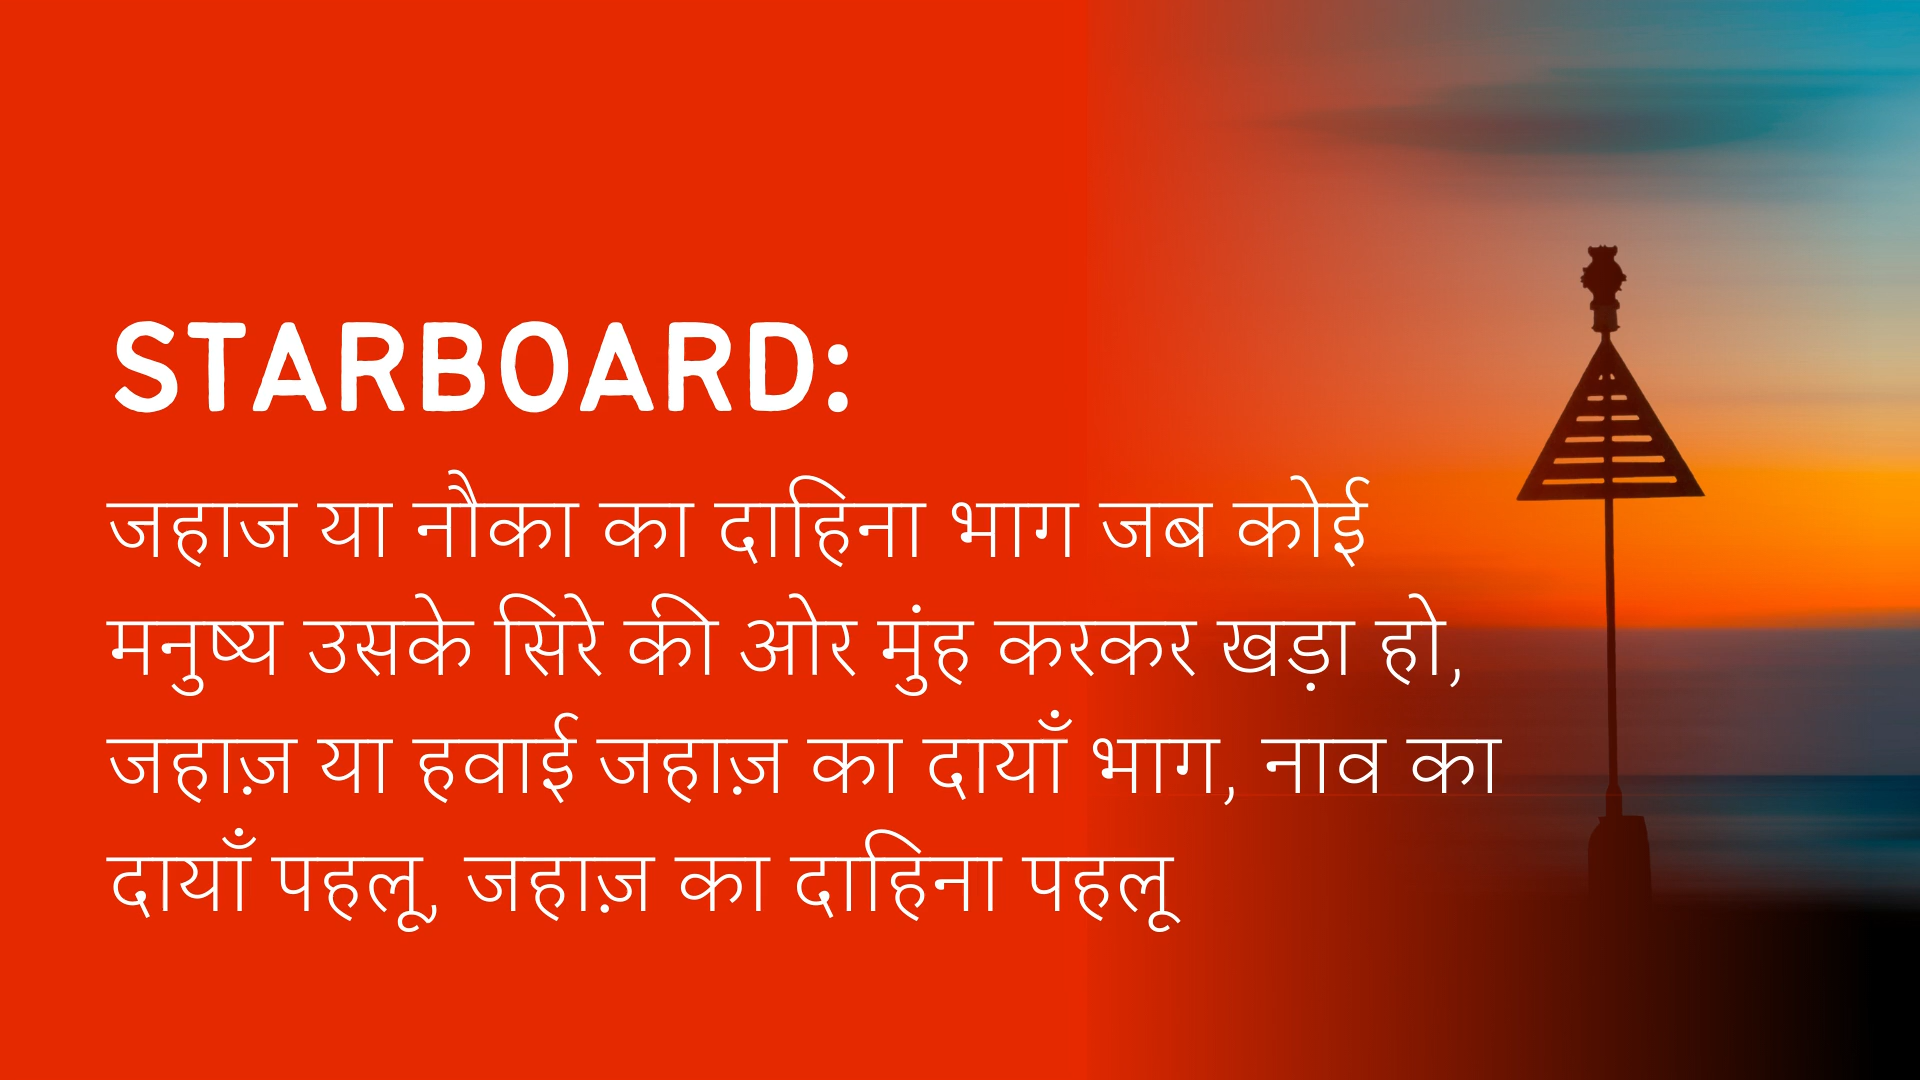 STARBOARD:
जहाज या नौका का दाहिना भाग जब कोई
मनुष्य उसके सिरे की ओर मुंह करकर खड़ा हो,
जहाज़ या हवाई जहाज़ का दायाँ भाग, नाव का
दायाँ पहलू, जहाज़ का दाहिना पहलू